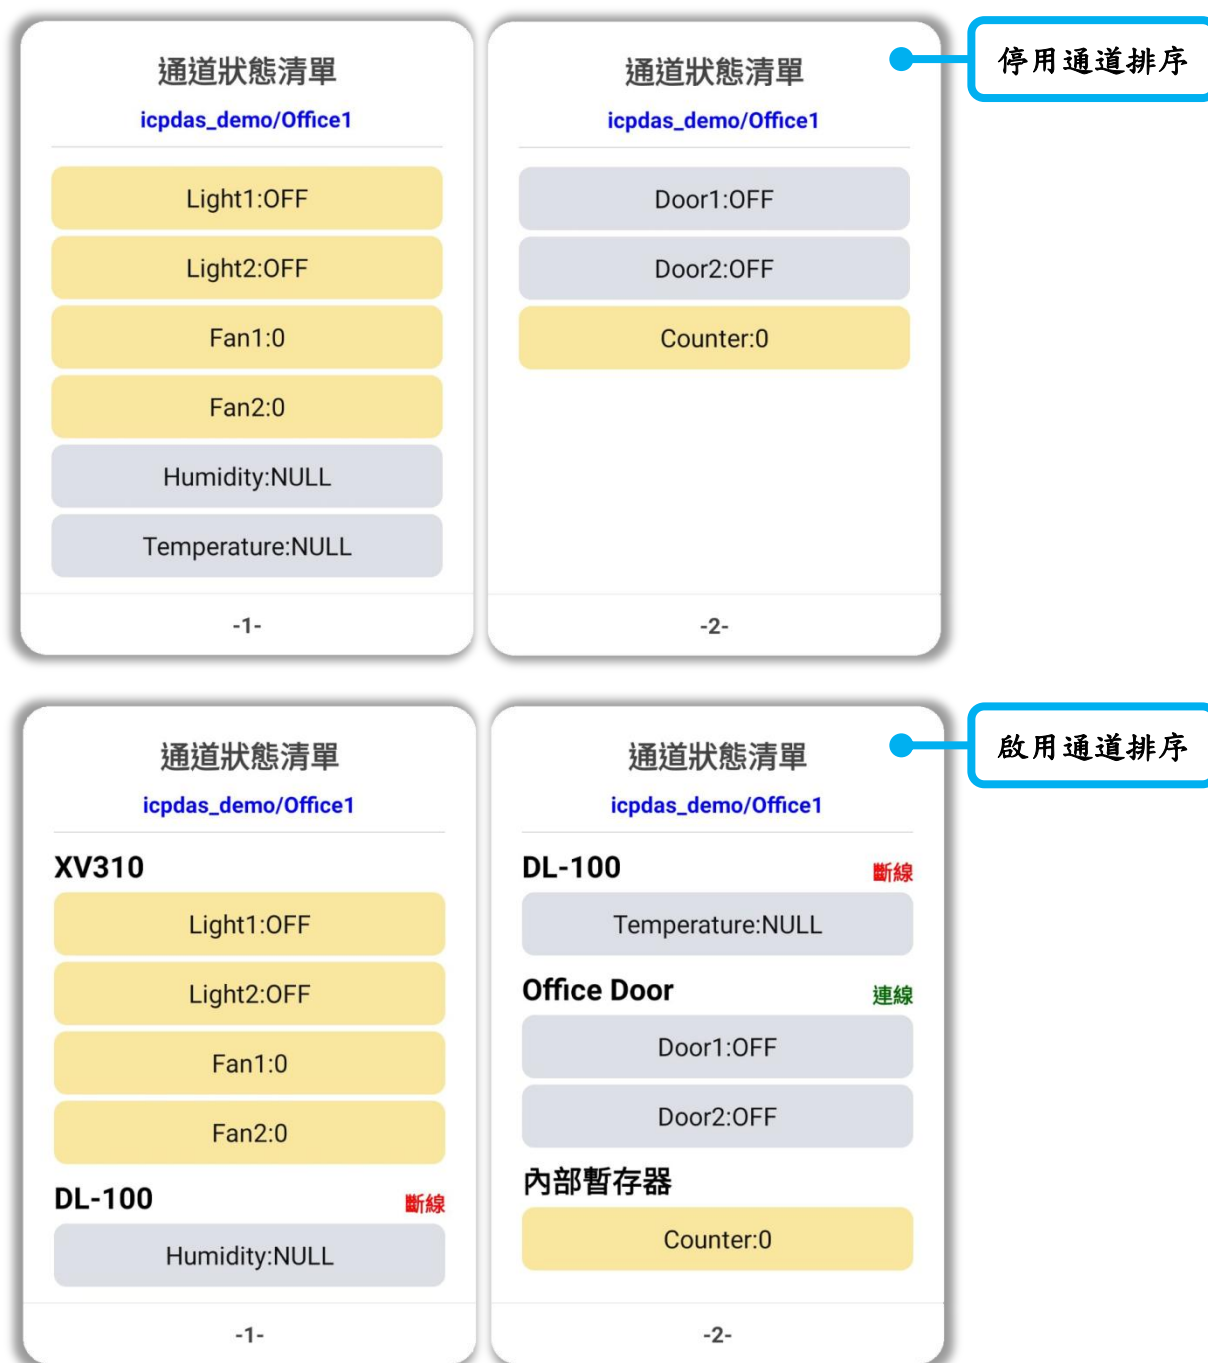 通道狀態清單
icpdas_demo/Office1
Light1:OFF
Light2:OFF
Fan1:0
Fan2:0
Humidity:NULL
Temperature:NULL
-1-
通道狀態清單
icpdas_demo/Office1
Door1:OFF
Door2:OFF
Counter:0
-2-
停用通道排序
通道狀態清單
icpdas_demo/Office1
XV310
Light1:OFF
Light2:OFF
Fan1:0
Fan2:0
DL-100 斷線
Humidity:NULL
-1-
通道狀態清單
icpdas_demo/Office1
DL-100 斷線
Temperature:NULL
Office Door 連線
Door1:OFF
Door2:OFF
內部暫存器
Counter:0
-2-
啟用通道排序